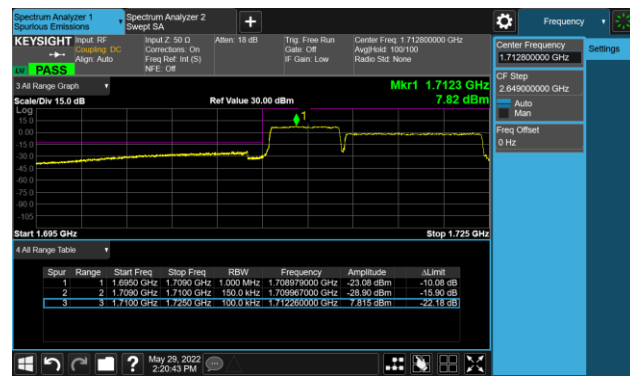 Spectrum Analyzer 1
Spurious Emissions
Spectrum Analyzer 2
Swept SA
Frequency
KEYSIGHT
Input: RF
Coupling: DC
Align: Auto
Input Z: 50 Ω
Corrections: On
Freq Ref: Int (S)
NFE: Off
Atten: 18 dB
Trig: Free Run
Gate: Off
IF Gain: Low
Center Freq: 1.712800000 GHz
Avg|Hold: 100/100
Radio Std: None
PASS
3 All Range Graph
Mkr1 1.7123 GHz
7.82 dBm
Scale/Div 15.0 dB
Ref Value 30.00 dBm
Log
15.0
0.00
-15.0
-30.0
-45.0
-60.0
-75.0
-90.0
-105
1
Start 1.695 GHz
Stop 1.725 GHz
4 All Range Table
Spur Range Start Freq Stop Freq RBW Frequency Amplitude ΔLimit
1 1 1.6950 GHz 1.7090 GHz 1.000 MHz 1.708979000 GHz -23.08 dBm -10.08 dB
2 2 1.7090 GHz 1.7100 GHz 150.0 kHz 1.709967000 GHz -28.90 dBm -15.90 dB
3 3 1.7100 GHz 1.7250 GHz 100.0 kHz 1.712260000 GHz 7.815 dBm -22.18 dB
May 29, 2022
2:20:43 PM
Center Frequency
1.712800000 GHz
Settings
CF Step
2.649000000 GHz
Auto
Man
Freq Offset
0 Hz